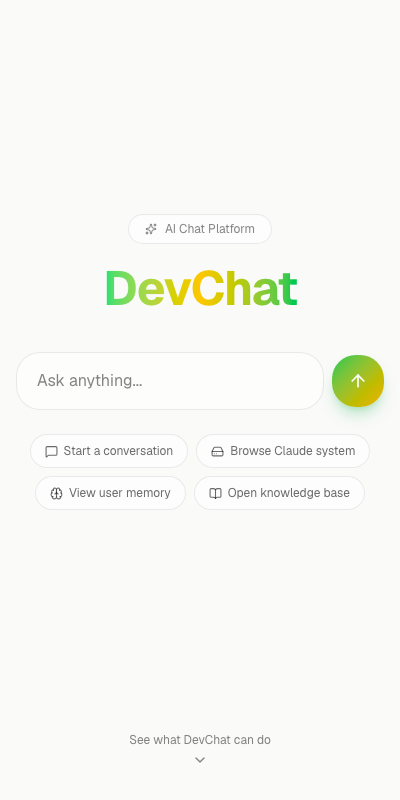 AI Chat Platform
DevChat
Ask anything...
Start a conversation
Browse Claude system
View user memory
Open knowledge base
See what DevChat can do